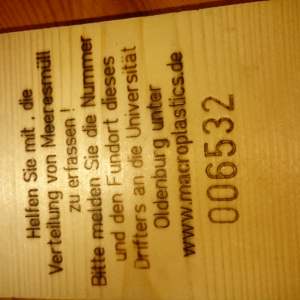 Helfen Sie mit , die
Verteilung von Meeresmüll
zu erfassen !
Bitte melden Sie die Nummer
und den Fundort dieses
Drifters an die Universität
Oldenburg unter
www.macroplastics.de
006532